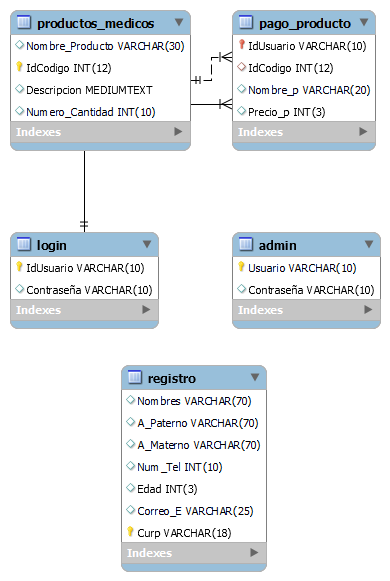 productos_medicos
Nombre_Producto VARCHAR(30)
IdCodigo INT(12)
Descripcion MEDIUMTEXT
Numero_Cantidad INT(10)
Indexes
pago_producto
IdUsuario VARCHAR(10)
IdCodigo INT(12)
Nombre_p VARCHAR(20)
Precio_p INT(3)
Indexes
login
IdUsuario VARCHAR(10)
Contraseña VARCHAR(10)
Indexes
admin
Usuario VARCHAR(10)
Contraseña VARCHAR(10)
Indexes
registro
Nombres VARCHAR(70)
A_Paterno VARCHAR(70)
A_Materno VARCHAR(70)
Num_Tel INT(10)
Edad INT(3)
Correo_E VARCHAR(25)
Curp VARCHAR(18)
Indexes